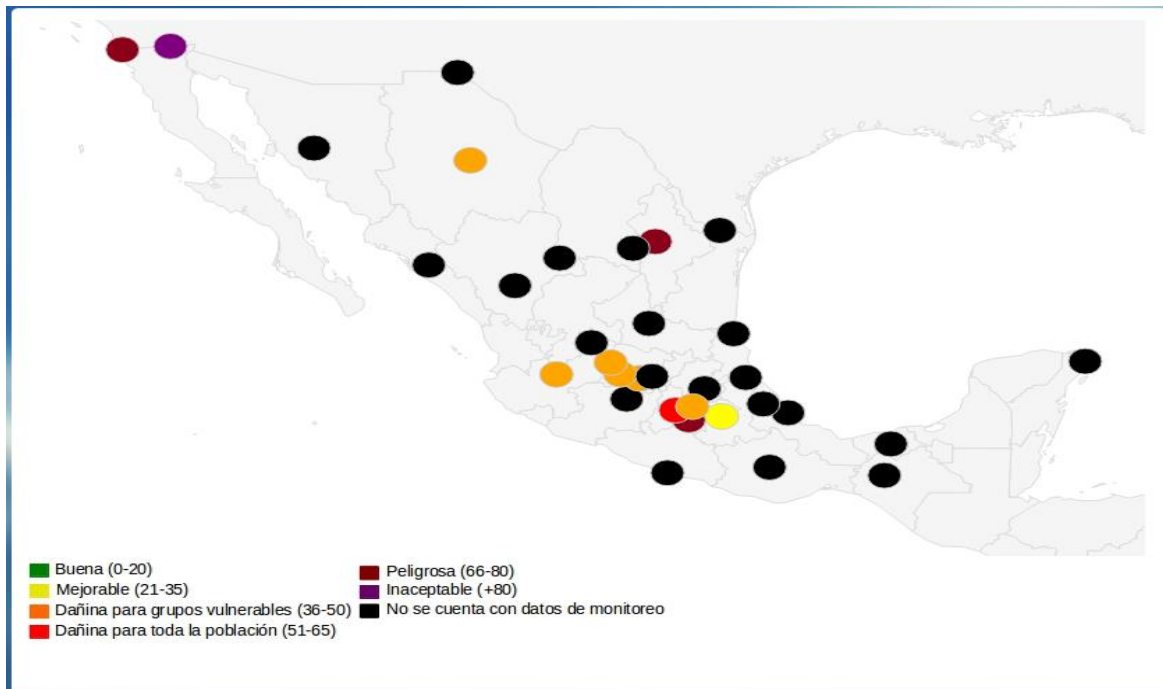 Buena (0-20)
Mejorable (21-35)
Dañina para grupos vulnerables (36-50)
Dañina para toda la población (51-65)
Peligrosa (66-80)
Inaceptable (+80)
No se cuenta con datos de monitoreo